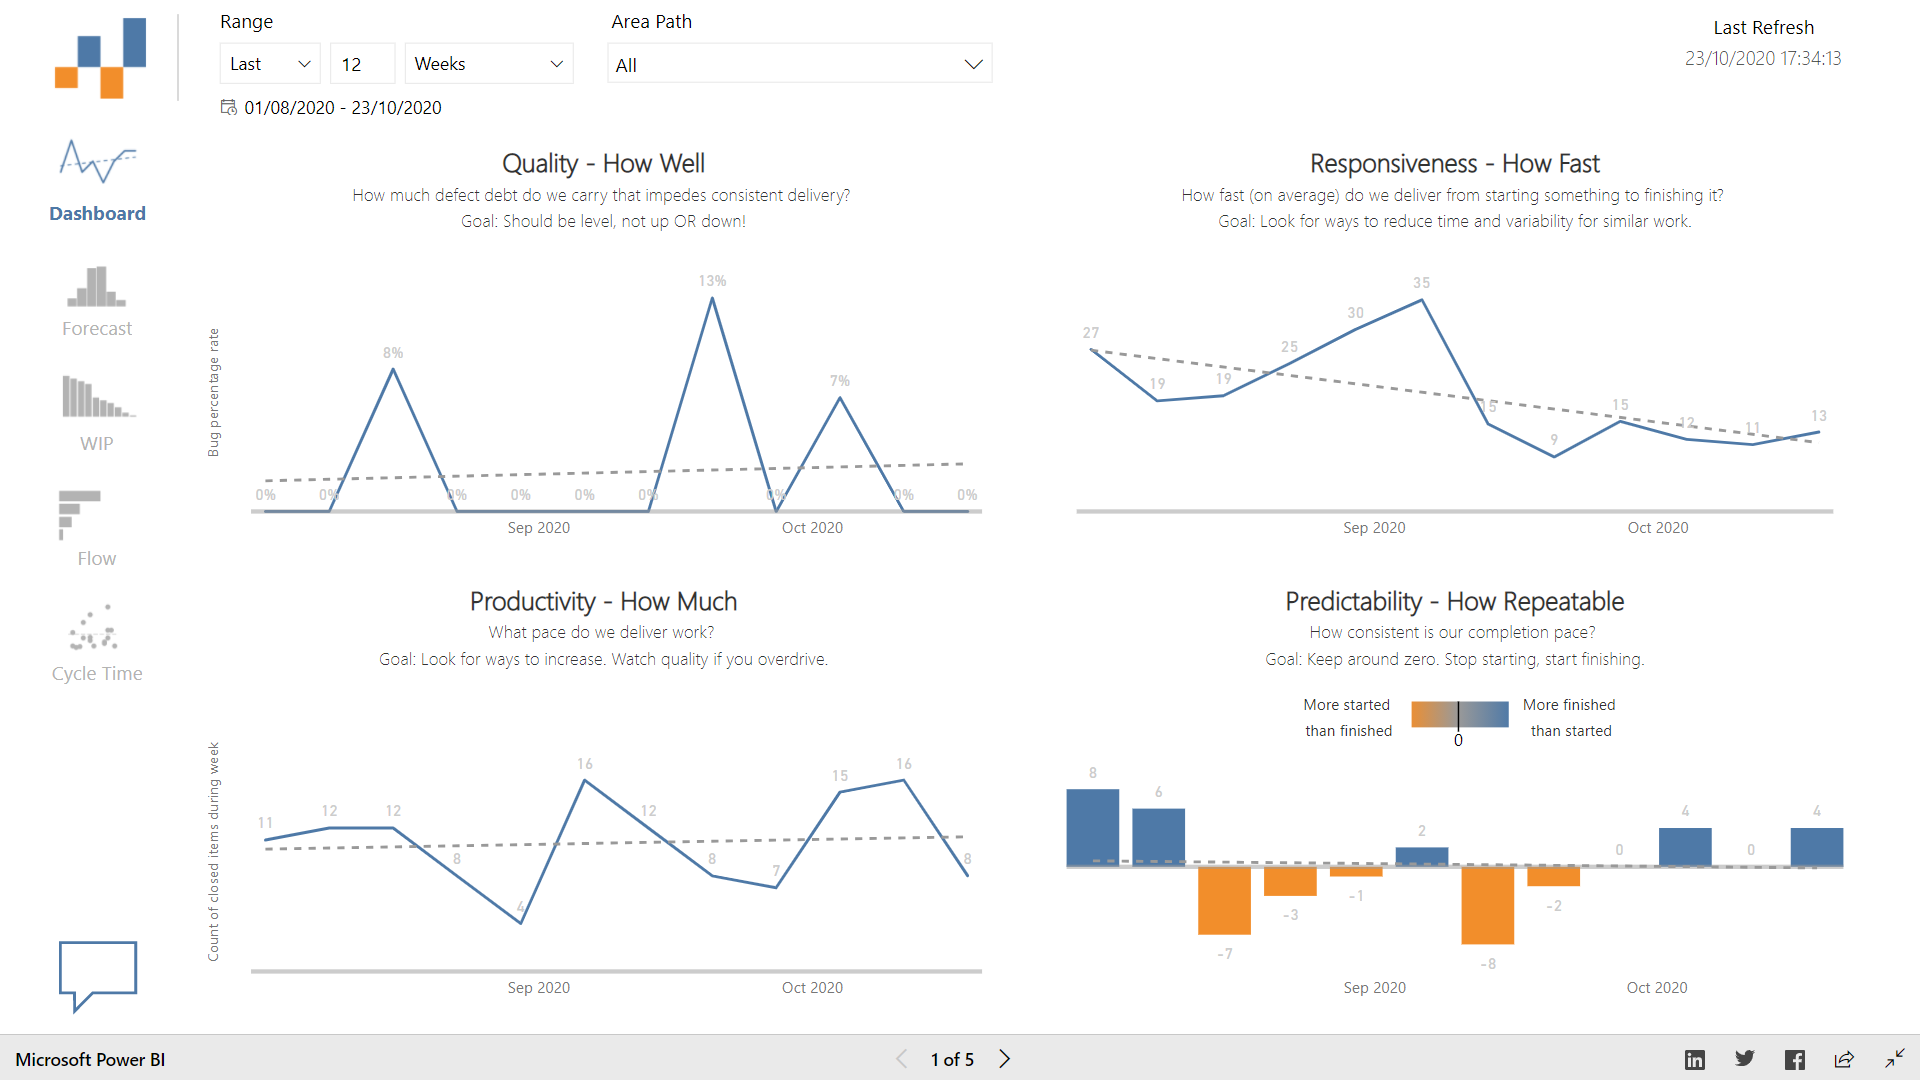 Range
Area Path
Last Refresh
Last
12
Weeks
All
23/10/2020 17:34:13
01/08/2020 - 23/10/2020
Dashboard
Forecast
WIP
Flow
Cycle Time
Quality - How Well
How much defect debt do we carry that impedes consistent delivery?
Goal: Should be level, not up OR down!
Bug percentage rate
13%
8%
7%
0% 0% 0% 0% 0% 0% 0% 0% 0%
Sep 2020 Oct 2020
Responsiveness - How Fast
How fast (on average) do we deliver from starting something to finishing it?
Goal: Look for ways to reduce time and variability for similar work.
27 19 19 25 30 35 15 9 15 12 11 13
Sep 2020 Oct 2020
Productivity - How Much
What pace do we deliver work?
Goal: Look for ways to increase. Watch quality if you overdrive.
Count of closed items during week
11 12 12 8 4 16 12 8 7 15 16 8
Sep 2020 Oct 2020
Predictability - How Repeatable
How consistent is our completion pace?
Goal: Keep around zero. Stop starting, start finishing.
More started
than finished
0
More finished
than started
8 6 -7 -3 -1 2 -8 -2 0 4 0 4
Sep 2020 Oct 2020
Microsoft Power BI
1 of 5